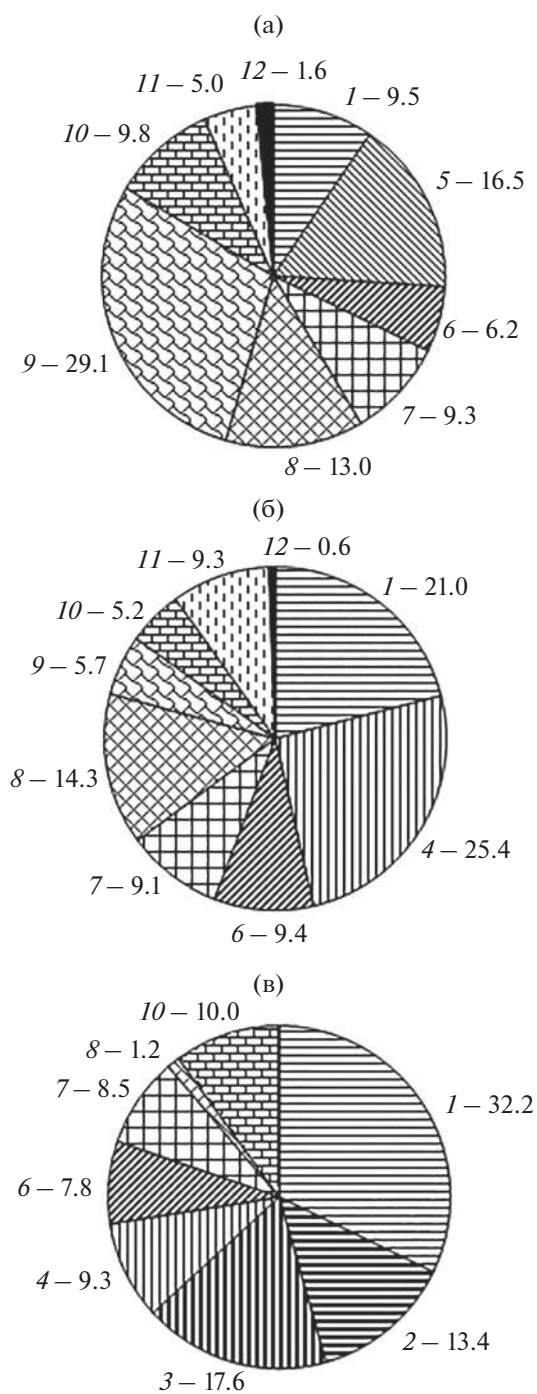 (а)
12 – 1.6
11 – 5.0
1 – 9.5
10 – 9.8
5 – 16.5
6 – 6.2
9 – 29.1
7 – 9.3
8 – 13.0
(б)
12 – 0.6
11 – 9.3
1 – 21.0
10 – 5.2
9 – 5.7
8 – 14.3
4 – 25.4
7 – 9.1
6 – 9.4
(в)
10 – 10.0
8 – 1.2
7 – 8.5
1 – 32.2
6 – 7.8
4 – 9.3
2 – 13.4
3 – 17.6